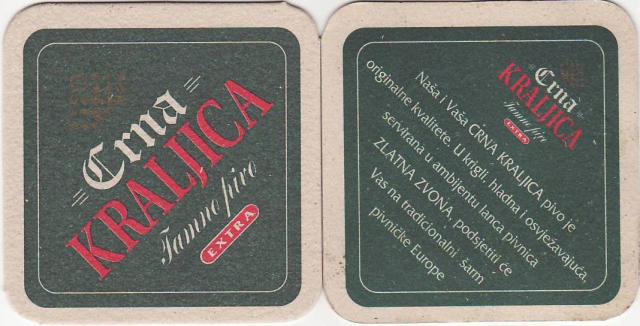 Crna
KRALJICA
Tamno pivo
EXTRA
Crna
KRALJICA
Tamno pivo
EXTRA
Naša i Vaša CRNA KRALJICA pivo je
originalne kvalitete. U krigli, hladna i osvježavajuća,
servirana u ambijentu lanca pivnica
ZLATNA ZVONA, podsjetiti će
Vas na tradicionalni šarm
pivničke Europe